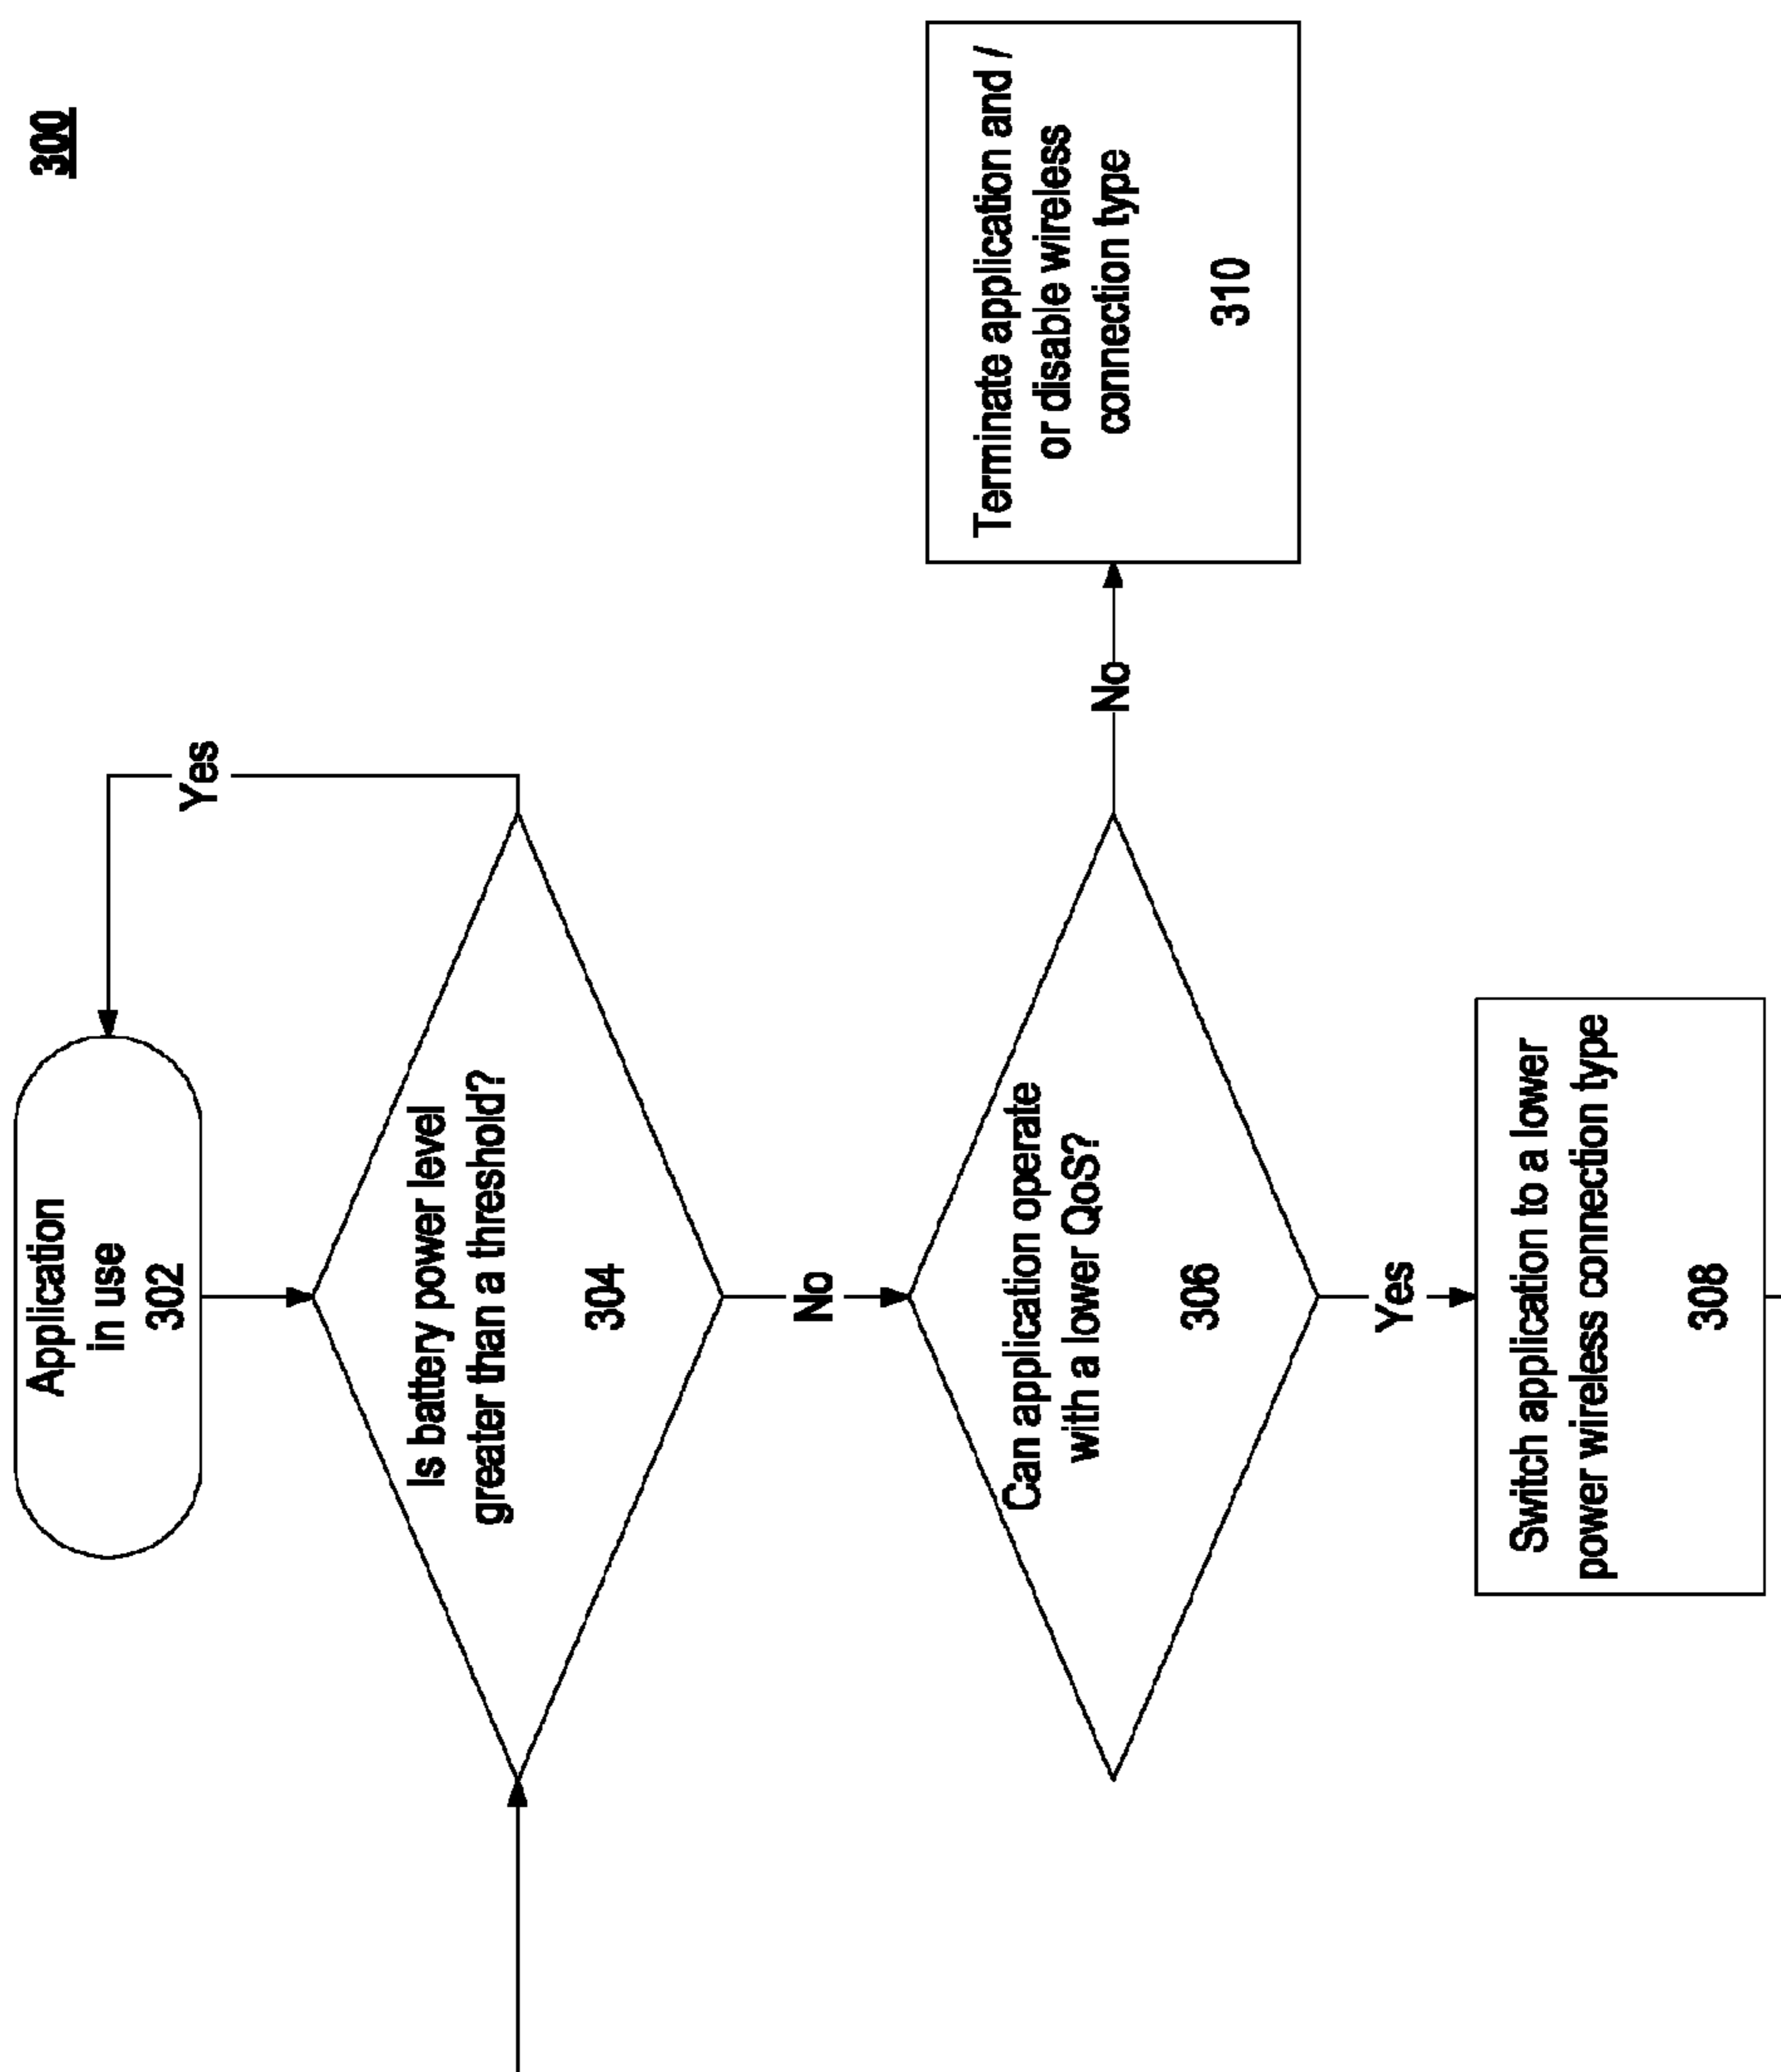 300
Application
in use
302
Yes
Is battery power level
greater than a threshold?
304
No
Can application operate
with a lower QoS?
306
No
Terminate application and /
or disable wireless
connection type
310
Yes
Switch application to a lower
power wireless connection type
308